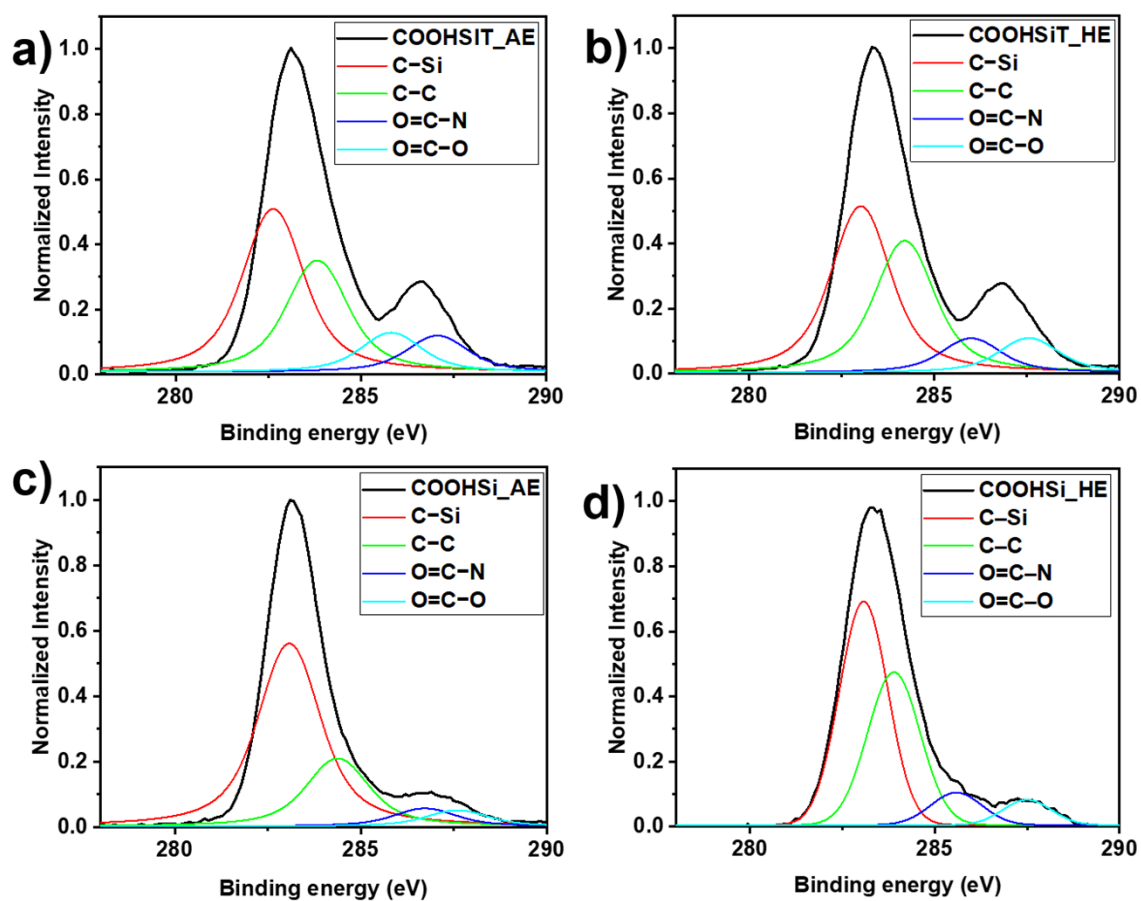 a)
COOHSIT_AE
C−Si
C−C
O=C−N
O=C−O
1.0
0.8
0.6
0.4
0.2
0.0
280
285
290
Normalized Intensity
Binding energy (eV)
b)
COOHSiT_HE
C−Si
C−C
O=C−N
O=C−O
1.0
0.8
0.6
0.4
0.2
0.0
280
285
290
Normalized Intensity
Binding energy (eV)
c)
COOHSi_AE
C−Si
C−C
O=C−N
O=C−O
1.0
0.8
0.6
0.4
0.2
0.0
280
285
290
Normalized Intensity
Binding energy (eV)
d)
COOHSi_HE
C–Si
C–C
O=C–N
O=C–O
1.0
0.8
0.6
0.4
0.2
0.0
280
285
290
Normalized Intensity
Binding energy (eV)